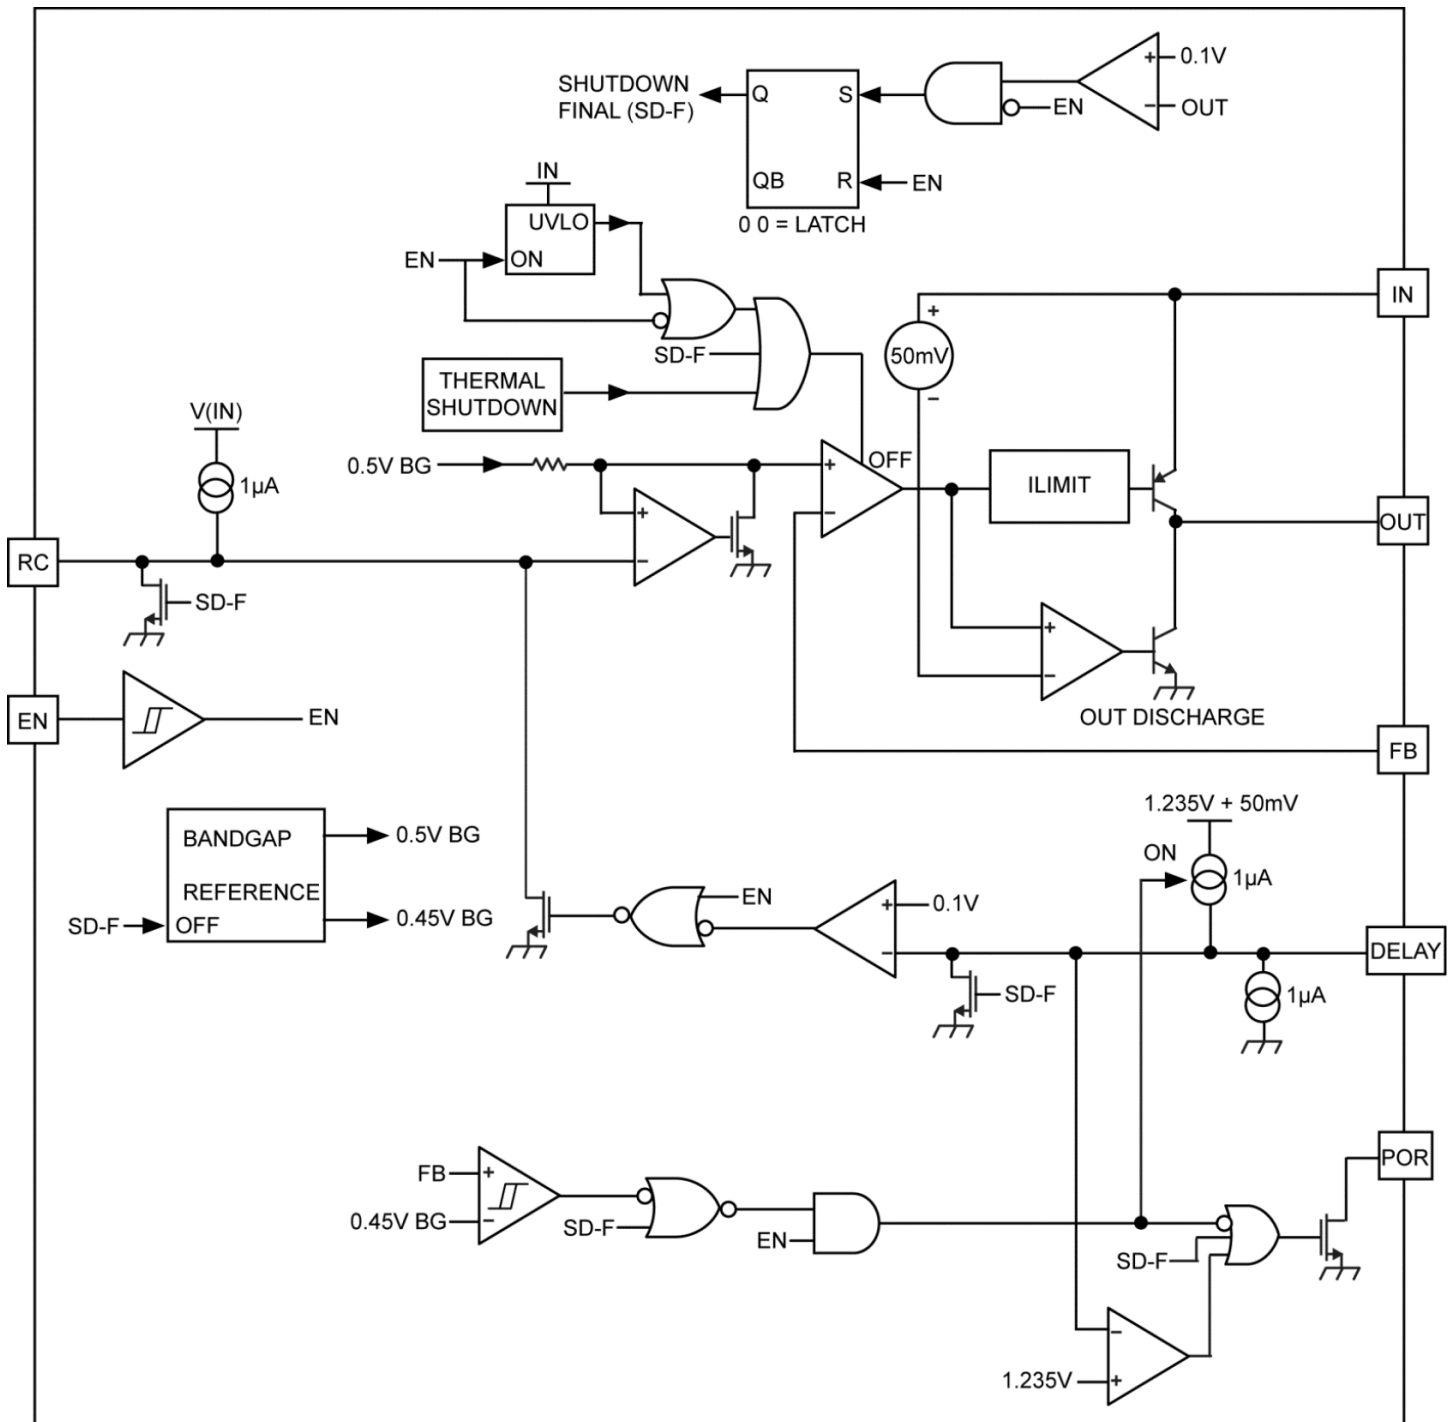 + 0.1V
SHUTDOWN
FINAL (SD-F)
Q S
EN
− OUT
IN
QB R EN
UVLO
0 0 = LATCH
EN ON
IN
+
SD-F
50mV
THERMAL
SHUTDOWN
−
V(IN)
0.5V BG
+ OFF
1µA
ILIMIT
+
−
OUT
RC
−
SD-F
+
−
EN
EN
OUT DISCHARGE
FB
1.235V + 50mV
BANDGAP
0.5V BG
ON
1µA
REFERENCE
EN
+ 0.1V
SD-F OFF
0.45V BG
−
DELAY
SD-F
1µA
POR
FB +
0.45V BG −
SD-F
EN
SD-F
−
1.235V +